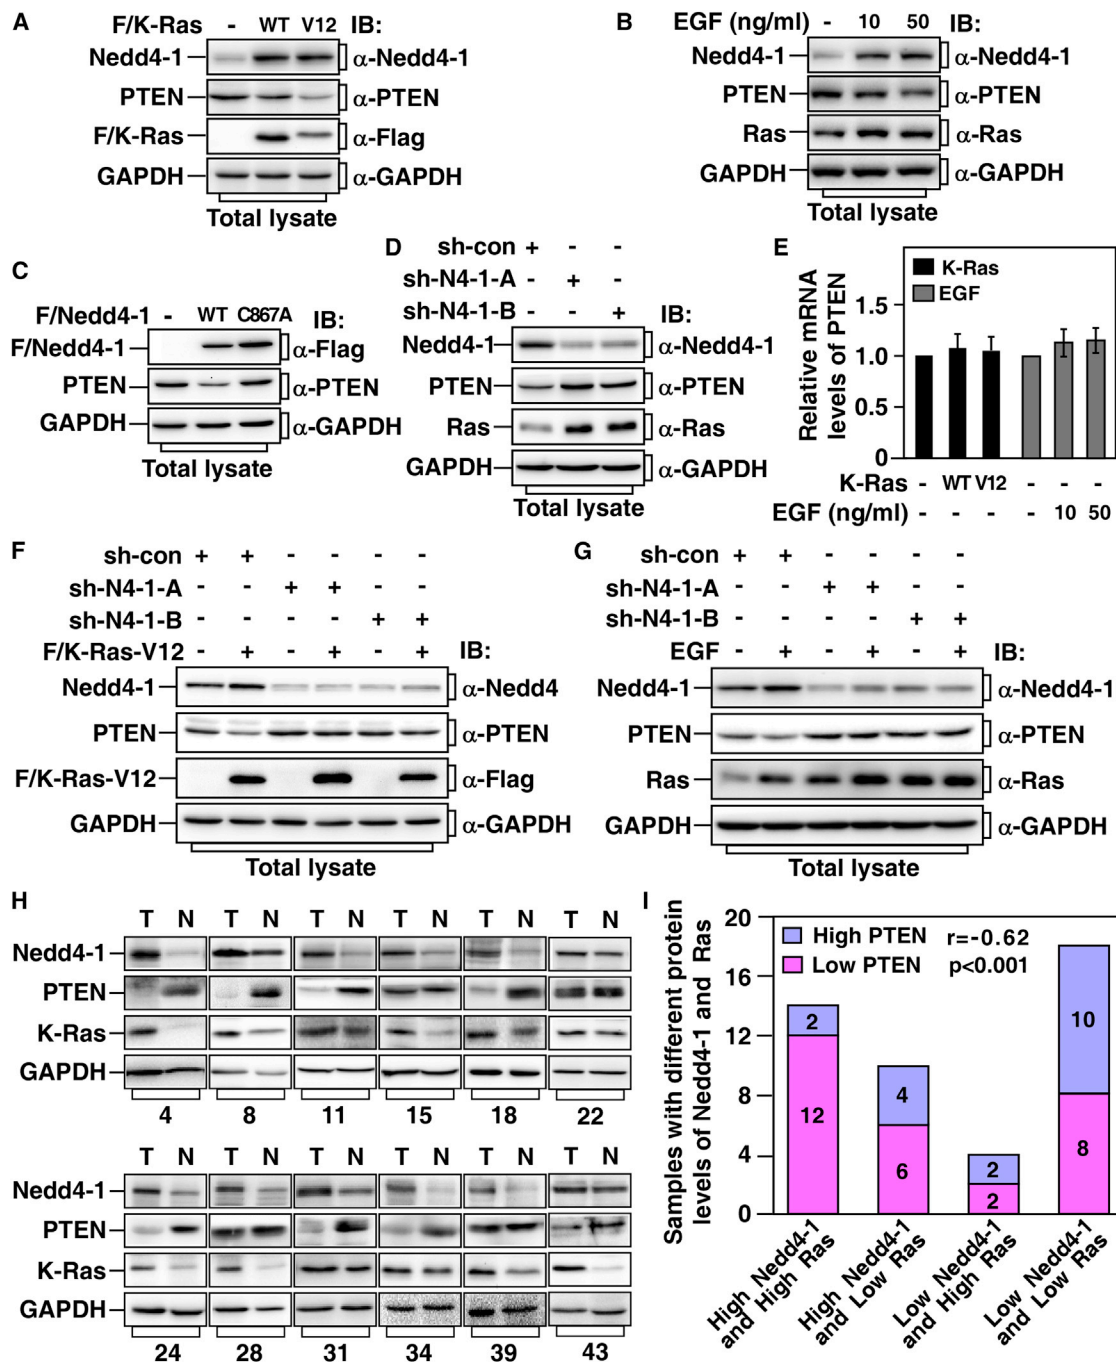 A
F/K-Ras - WT V12 IB:
Nedd4-1 α-Nedd4-1
PTEN α-PTEN
F/K-Ras α-Flag
GAPDH α-GAPDH
Total lysate
B
EGF (ng/ml) - 10 50 IB:
Nedd4-1 α-Nedd4-1
PTEN α-PTEN
Ras α-Ras
GAPDH α-GAPDH
Total lysate
C
F/Nedd4-1 - WT C867A IB:
F/Nedd4-1 α-Flag
PTEN α-PTEN
GAPDH α-GAPDH
Total lysate
D
sh-con + - -
sh-N4-1-A - + -
sh-N4-1-B - - + IB:
Nedd4-1 α-Nedd4-1
PTEN α-PTEN
Ras α-Ras
GAPDH α-GAPDH
Total lysate
E
Relative mRNA
levels of PTEN
K-Ras
EGF
1.5
1.0
0.5
0
K-Ras - WT V12 - - -
EGF (ng/ml) - - - - 10 50
F
sh-con + + - - - -
sh-N4-1-A - - + + - -
sh-N4-1-B - - - - + +
F/K-Ras-V12 - + - + - + IB:
Nedd4-1 α-Nedd4
PTEN α-PTEN
F/K-Ras-V12 α-Flag
GAPDH α-GAPDH
Total lysate
G
sh-con + + - - - -
sh-N4-1-A - - + + - -
sh-N4-1-B - - - - + +
EGF - + - + - + IB:
Nedd4-1 α-Nedd4-1
PTEN α-PTEN
Ras α-Ras
GAPDH α-GAPDH
Total lysate
H
T N T N T N T N T N T N
Nedd4-1
PTEN
K-Ras
GAPDH
4 8 11 15 18 22
T N T N T N T N T N T N
Nedd4-1
PTEN
K-Ras
GAPDH
24 28 31 34 39 43
I
Samples with different protein
levels of Nedd4-1 and Ras
20
16
12
8
4
0
High PTEN r=-0.62
Low PTEN p<0.001
2
12
4
6
2
2
10
8
High Nedd4-1
and High Ras
High Nedd4-1
and Low Ras
Low Nedd4-1
and High Ras
Low Nedd4-1
and Low Ras